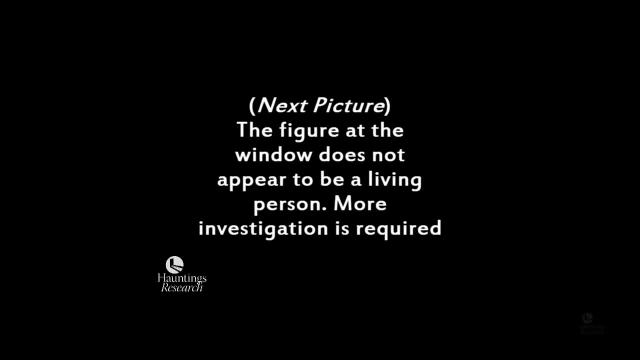 (Next Picture)
The figure at the
window does not
appear to be a living
person. More
investigation is required
Hauntings
Research